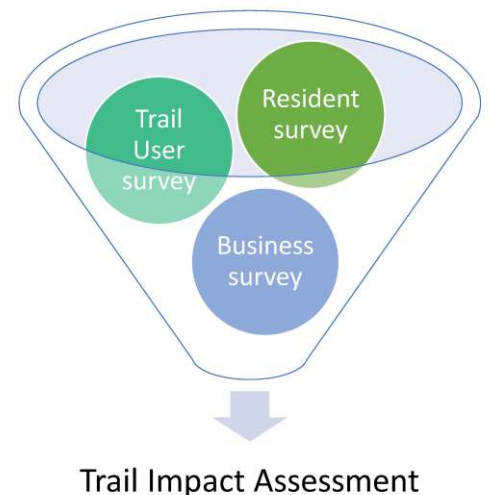 Trail
User
survey
Resident
survey
Business
survey
Trail Impact Assessment